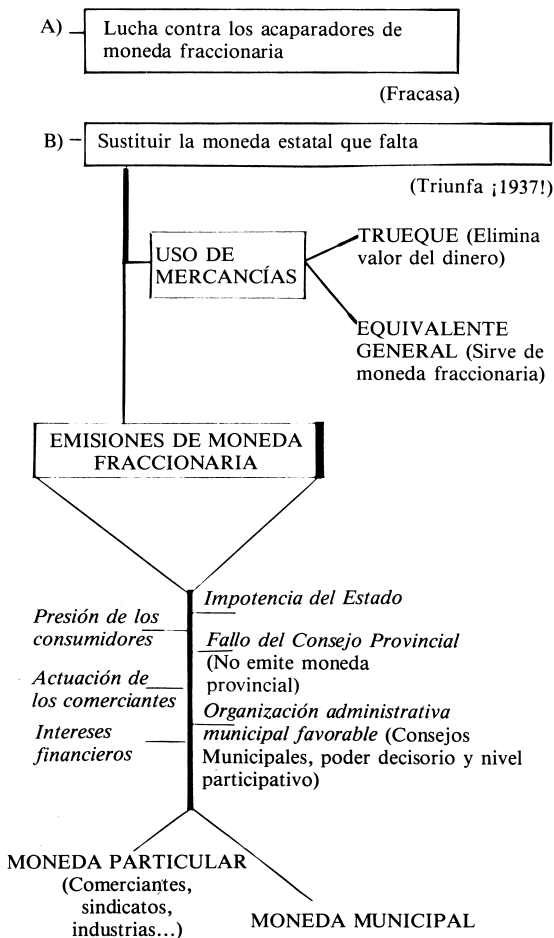 A)
Lucha contra los acaparadores de
moneda fraccionaria
(Fracasa)
B)
Sustituir la moneda estatal que falta
(Triunfa ¡1937!)
USO DE
MERCANCÍAS
TRUEQUE (Elimina
valor del dinero)
EQUIVALENTE
GENERAL (Sirve de
moneda fraccionaria)
EMISIONES DE MONEDA
FRACCIONARIA
Presión de los
consumidores
Actuación de
los comerciantes
Intereses
financieros
Impotencia del Estado
Fallo del Consejo Provincial
(No emite moneda
provincial)
Organización administrativa
municipal favorable (Consejos
Municipales, poder decisorio y nivel
participativo)
MONEDA PARTICULAR
(Comerciantes,
sindicatos,
industrias...)
MONEDA MUNICIPAL